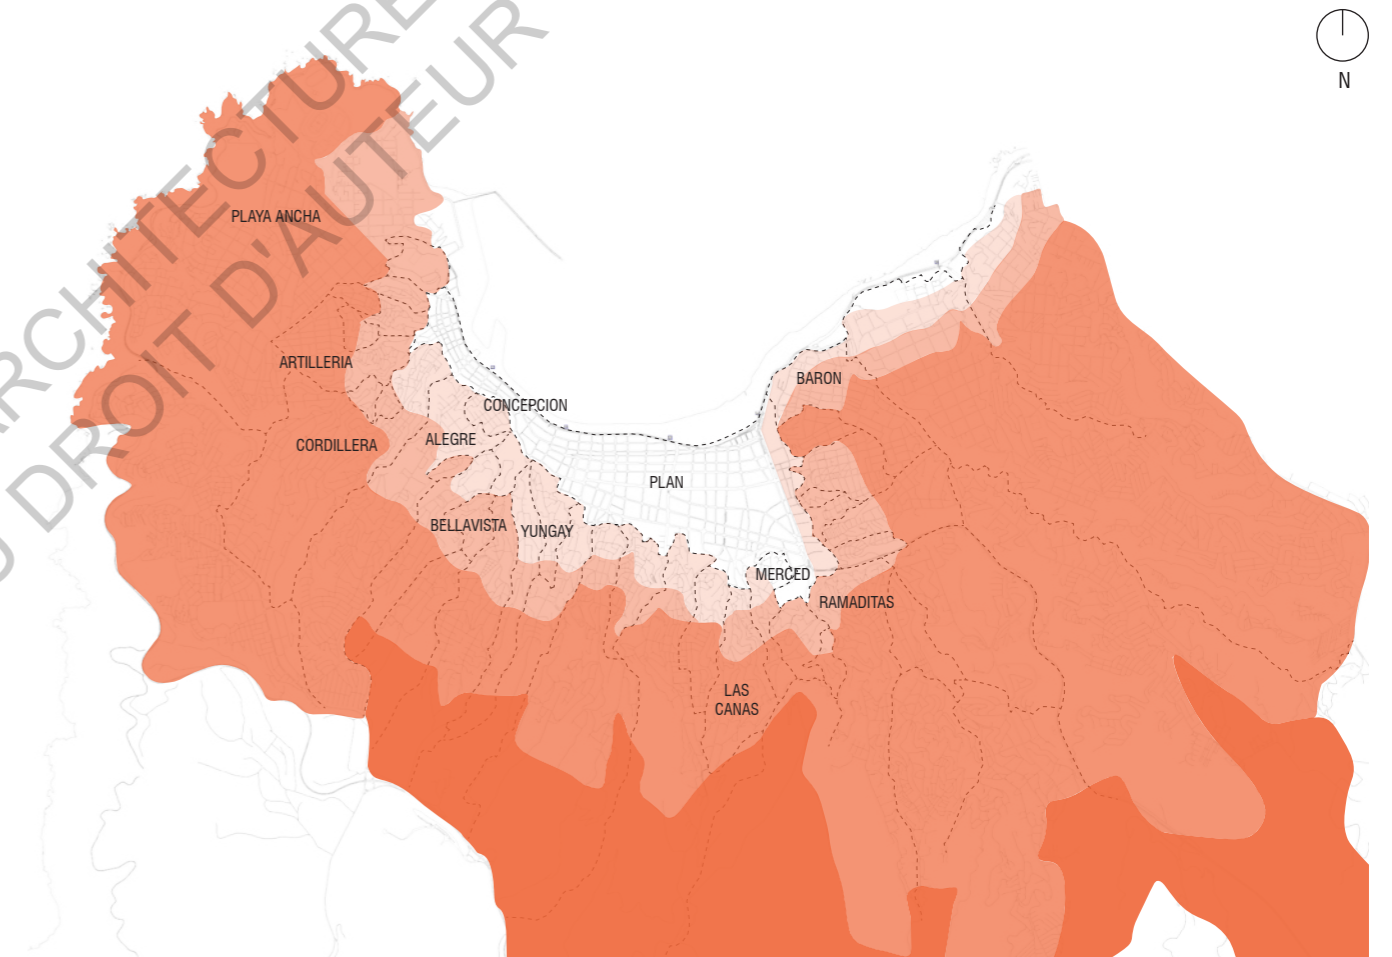 ARCHITECTURE
DROIT D'AUTEUR
N
PLAYA ANCHA
ARTILLERIA
CONCEPCION
BARON
CORDILLERA
ALEGRE
PLAN
BELLAVISTA
YUNGAY
MERCED
RAMADITAS
LAS
CANAS